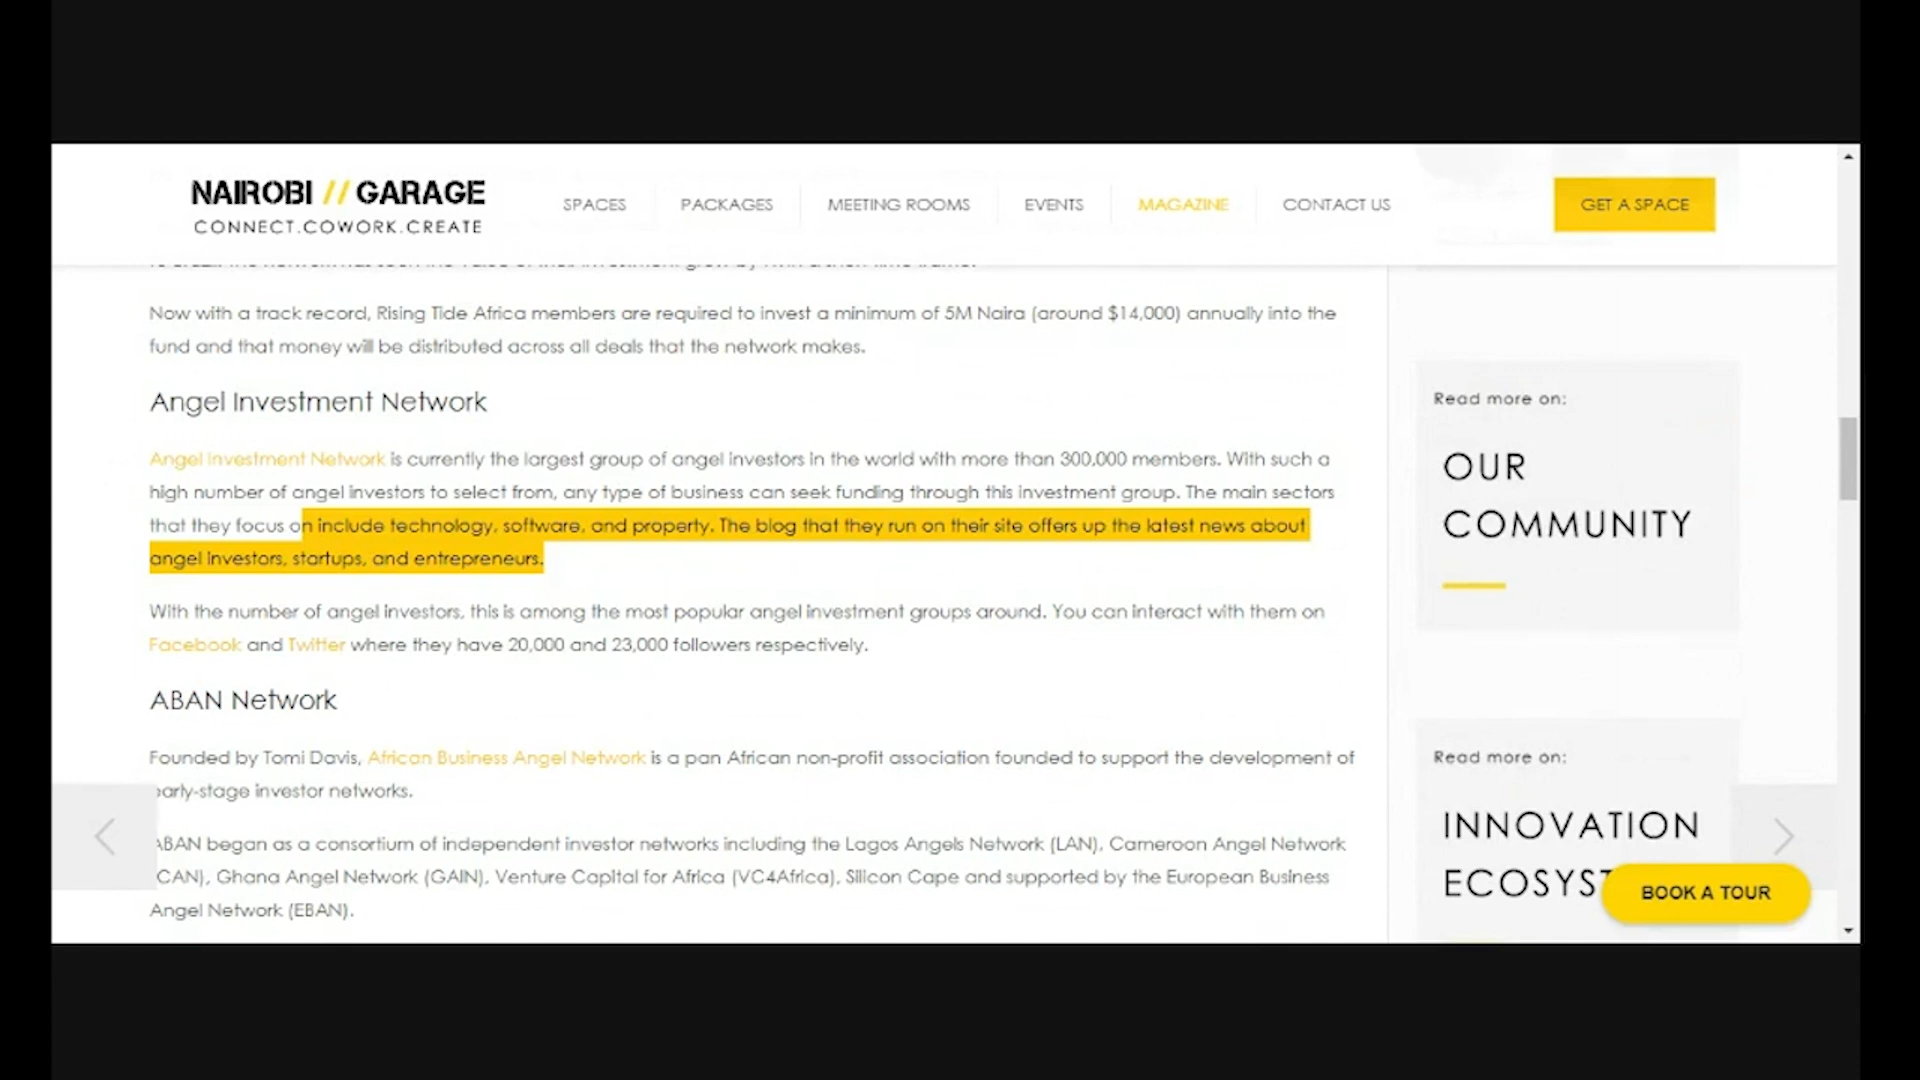 NAIROBI // GARAGE
CONNECT.COWORK.CREATE
SPACES
PACKAGES
MEETING ROOMS
EVENTS
MAGAZINE
CONTACT US
GET A SPACE
Now with a track record, Rising Tide Africa members are required to invest a minimum of 5M Naira (around $14,000) annually into the
fund and that money will be distributed across all deals that the network makes.
Angel Investment Network
Angel Investment Network is currently the largest group of angel investors in the world with more than 300,000 members. With such a
high number of angel investors to select from, any type of business can seek funding through this investment group. The main sectors
that they focus on include technology, software, and property. The blog that they run on their site offers up the latest news about
angel investors, startups, and entrepreneurs.
With the number of angel investors, this is among the most popular angel investment groups around. You can interact with them on
Facebook and Twitter where they have 20,000 and 23,000 followers respectively.
ABAN Network
Founded by Tomi Davis, African Business Angel Network is a pan African non-profit association founded to support the development of
early-stage investor networks.
ABAN began as a consortium of independent investor networks including the Lagos Angels Network (LAN), Cameroon Angel Network
CAN), Ghana Angel Network (GAIN), Venture Capital for Africa (VC4Africa), Silicon Cape and supported by the European Business
Angel Network (EBAN).
Read more on:
OUR
COMMUNITY
Read more on:
INNOVATION
ECOSYST
BOOK A TOUR